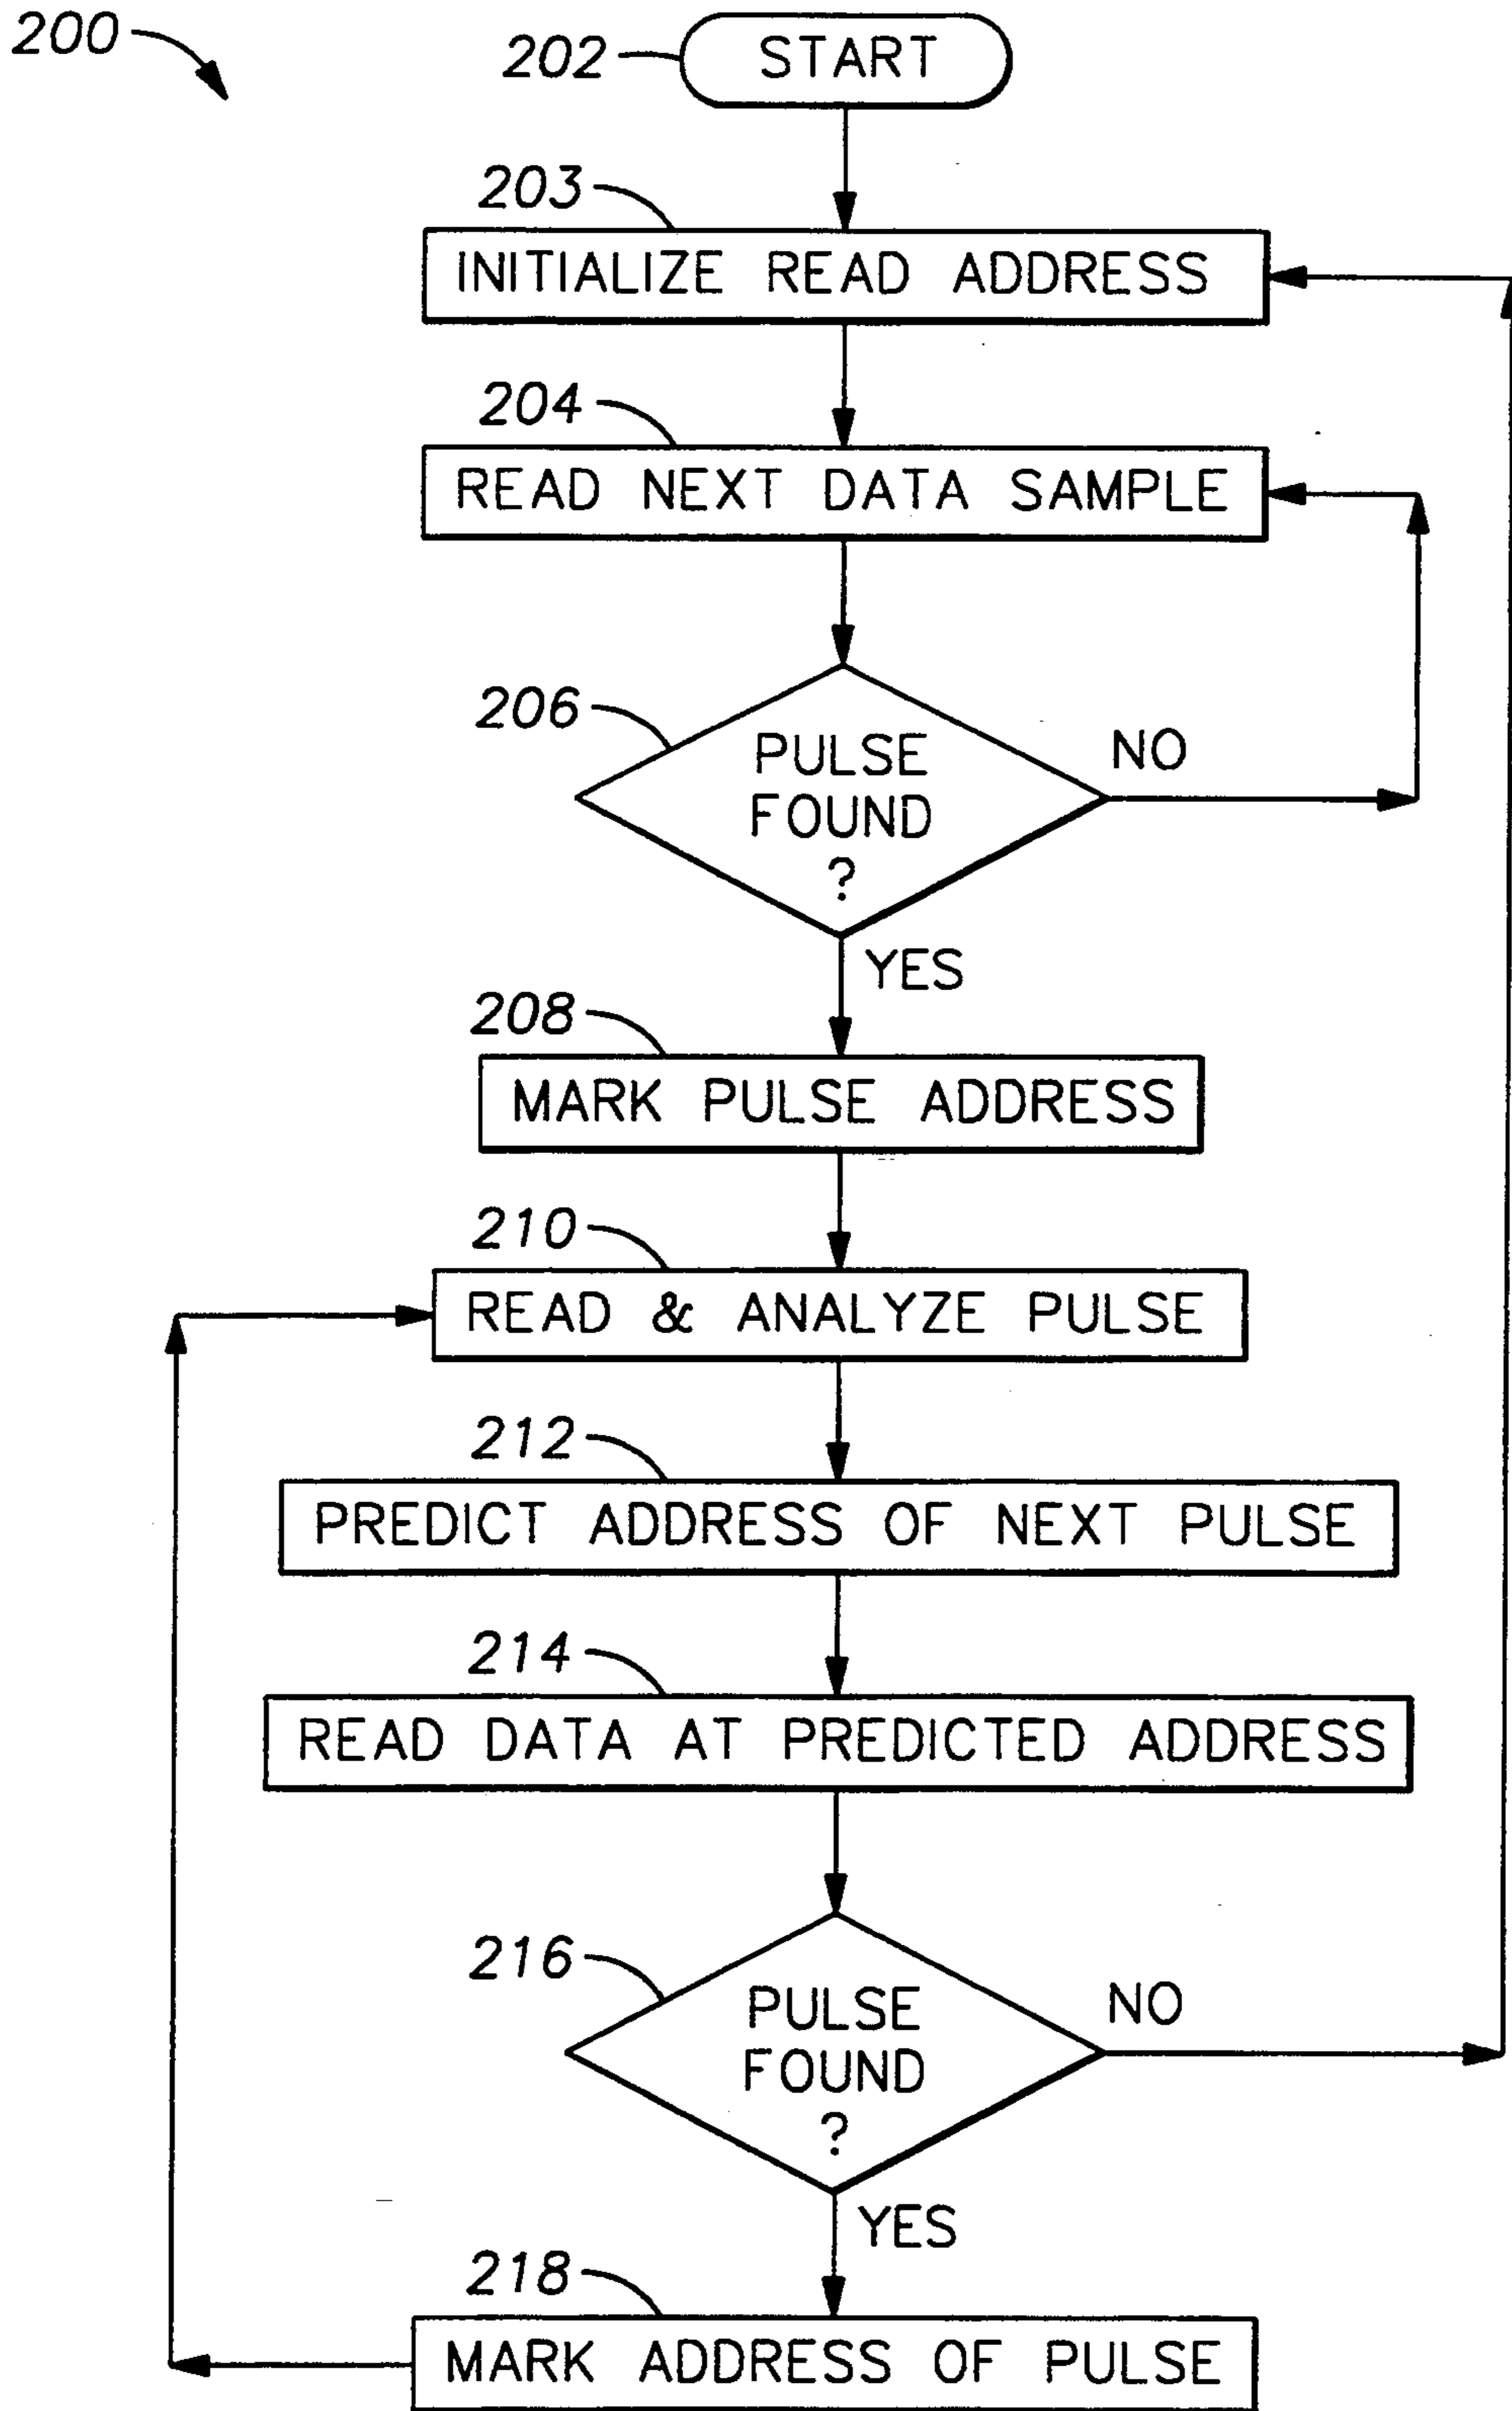 200
202
START
203
INITIALIZE READ ADDRESS
204
READ NEXT DATA SAMPLE
206
PULSE
FOUND
?
NO
YES
208
MARK PULSE ADDRESS
210
READ & ANALYZE PULSE
212
PREDICT ADDRESS OF NEXT PULSE
214
READ DATA AT PREDICTED ADDRESS
216
PULSE
FOUND
?
NO
YES
218
MARK ADDRESS OF PULSE